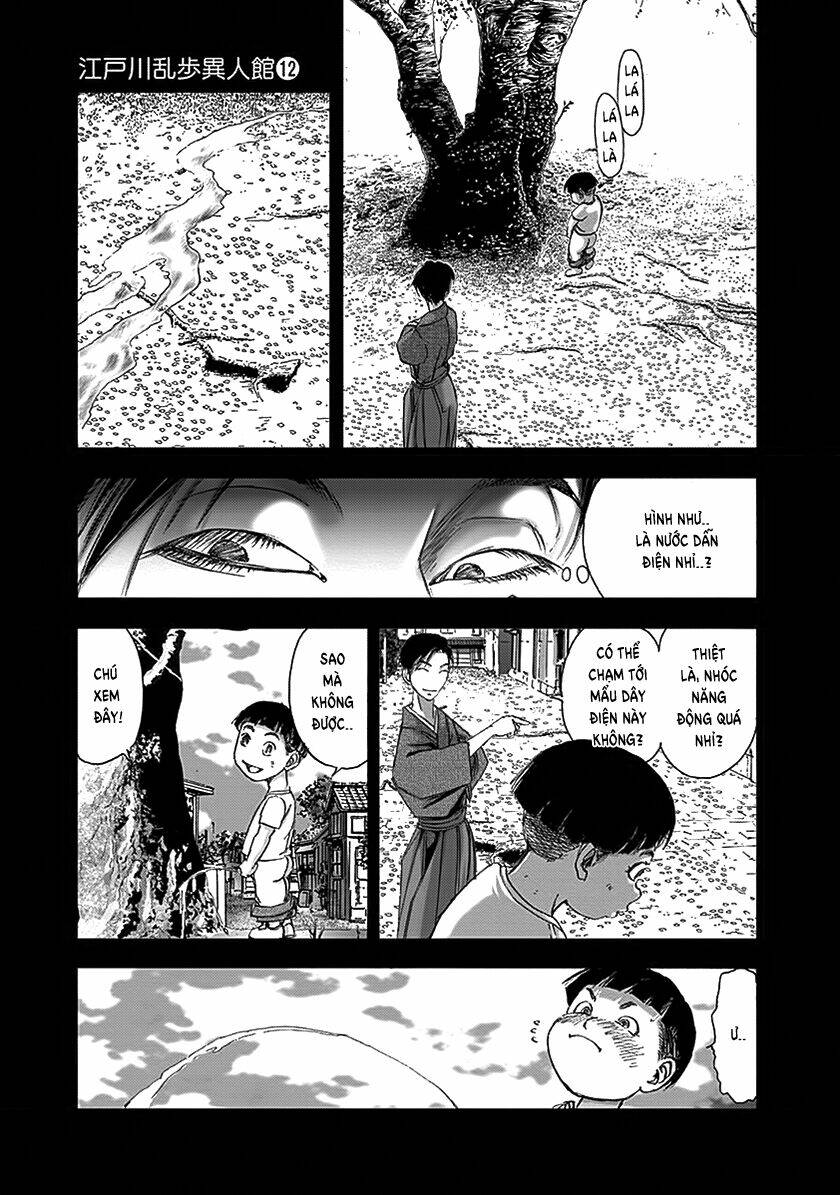 江戸川乱歩異人館⓬
LA
LÁ
LA
LÁ
LA
LÀ
HÌNH NHƯ..
LÀ NƯỚC DẪN
ĐIỆN NHỈ..?
THIỆT
LÀ, NHÓC
NĂNG
ĐỘNG QUÁ
NHỈ?
CÓ THỂ
CHẠM TỚI
MẨU DÂY
ĐIỆN NÀY
KHÔNG?
SAO
MÀ
KHÔNG
ĐƯỢC..
CHÚ
XEM
ĐÂY!
Ư..